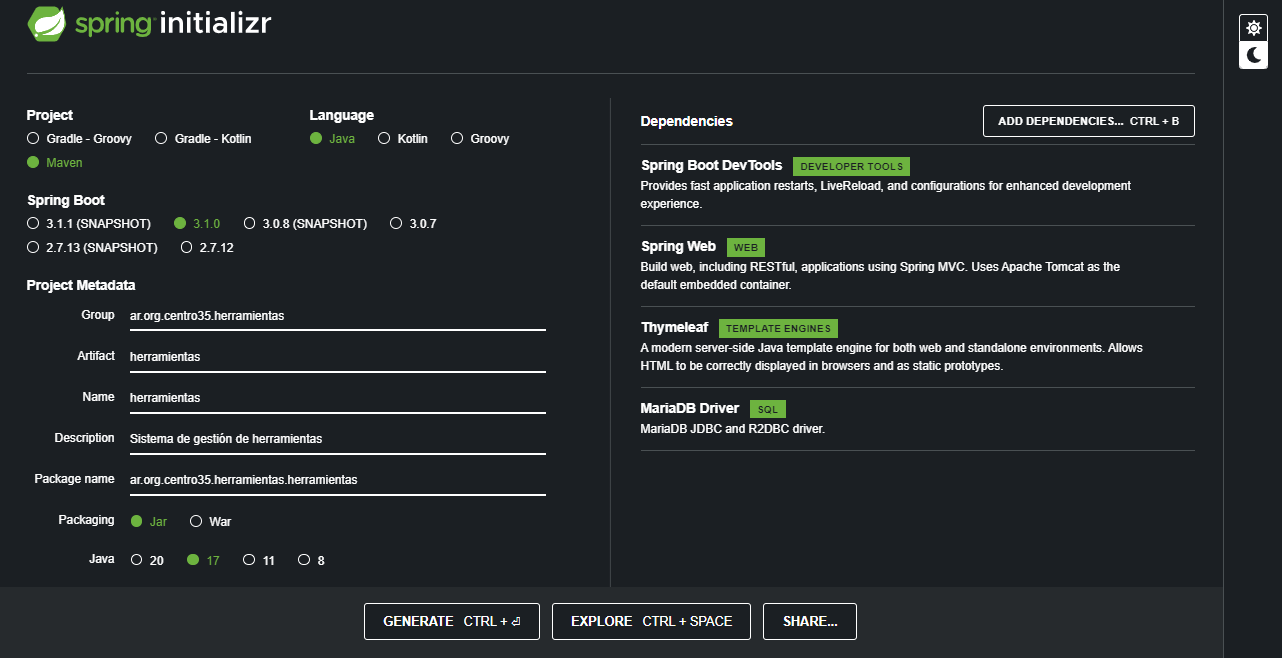 spring initializr
Project
Gradle - Groovy Gradle - Kotlin
Maven
Language
Java Kotlin Groovy
Spring Boot
3.1.1 (SNAPSHOT) 3.1.0 3.0.8 (SNAPSHOT) 3.0.7
2.7.13 (SNAPSHOT) 2.7.12
Project Metadata
Group ar.org.centro35.herramientas
Artifact herramientas
Name herramientas
Description Sistema de gestión de herramientas
Package name ar.org.centro35.herramientas.herramientas
Packaging Jar War
Java 20 17 11 8
Dependencies ADD DEPENDENCIES... CTRL + B
Spring Boot DevTools DEVELOPER TOOLS
Provides fast application restarts, LiveReload, and configurations for enhanced development
experience.
Spring Web WEB
Build web, including RESTful, applications using Spring MVC. Uses Apache Tomcat as the
default embedded container.
Thymeleaf TEMPLATE ENGINES
A modern server-side Java template engine for both web and standalone environments. Allows
HTML to be correctly displayed in browsers and as static prototypes.
MariaDB Driver SQL
MariaDB JDBC and R2DBC driver.
GENERATE CTRL + ⏎ EXPLORE CTRL + SPACE SHARE...